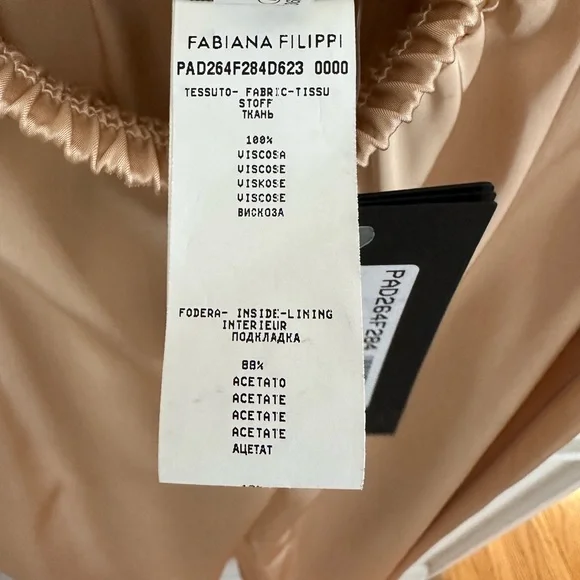 FABIANA FILIPPI
PAD264F284D623 0000
TESSUTO- FABRIC-TISSU
STOFF
ТКАНЬ
100%
VISCOSA
VISCOSE
VISKOSE
VISCOSE
ВИСКОЗА
FODERA- INSIDE-LINING
INTERIEUR
ПОДКЛАДКА
88%
ACETATO
ACETATE
ACETATE
ACETATE
АЦЕТАТ
PAD264F284